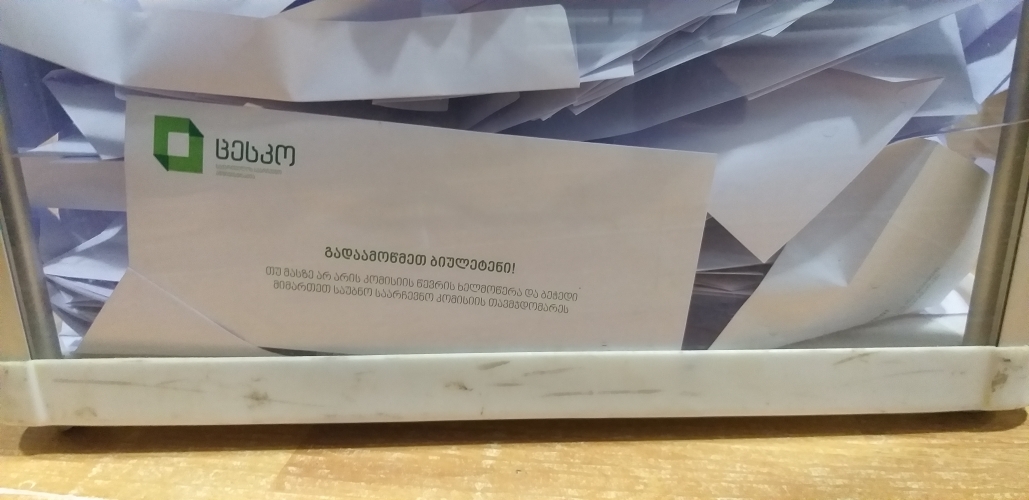 ცესკო
გადაამოწმეთ ბიულეტენი!
თუ მასზე არ არის კომისიის წევრის ხელმოწერა და ბეჭედი
მიმართეთ საუბნო საარჩევნო კომისიის თავმჯდომარეს